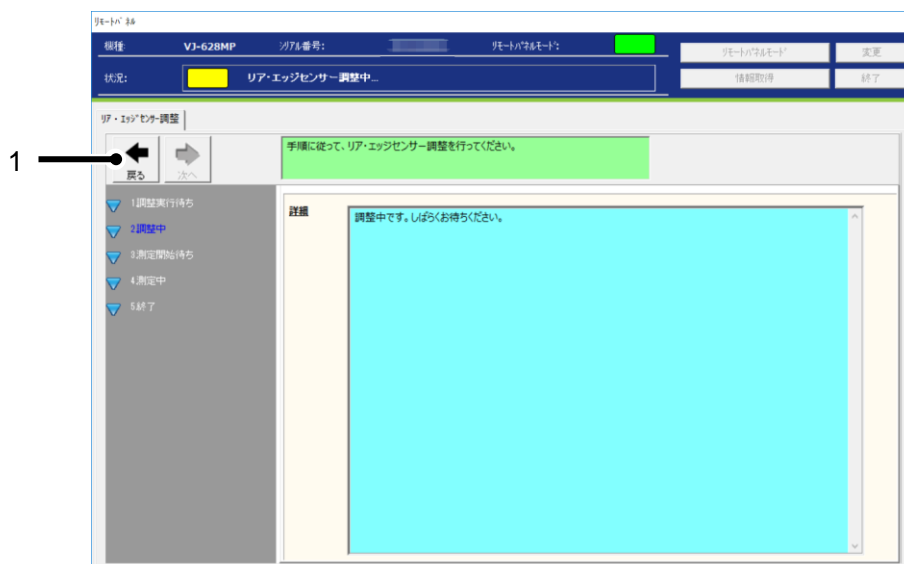 ﾘﾓｰﾄﾊﾟﾈﾙ
機種 VJ-628MP ｼﾘｱﾙ番号: ﾘﾓｰﾄﾊﾟﾈﾙﾓｰﾄﾞ: ﾘﾓｰﾄﾊﾟﾈﾙﾓｰﾄﾞ 変更
状況: リア・エッジセンサー調整中... 情報取得 終了
ﾘｱ・ｴｯｼﾞｾﾝｻｰ調整
1
戻る 次へ
手順に従って、リア・エッジセンサー調整を行ってください。
1.調整実行待ち
2.調整中
3.測定開始待ち
4.測定中
5.終了
詳細
調整中です。しばらくお待ちください。